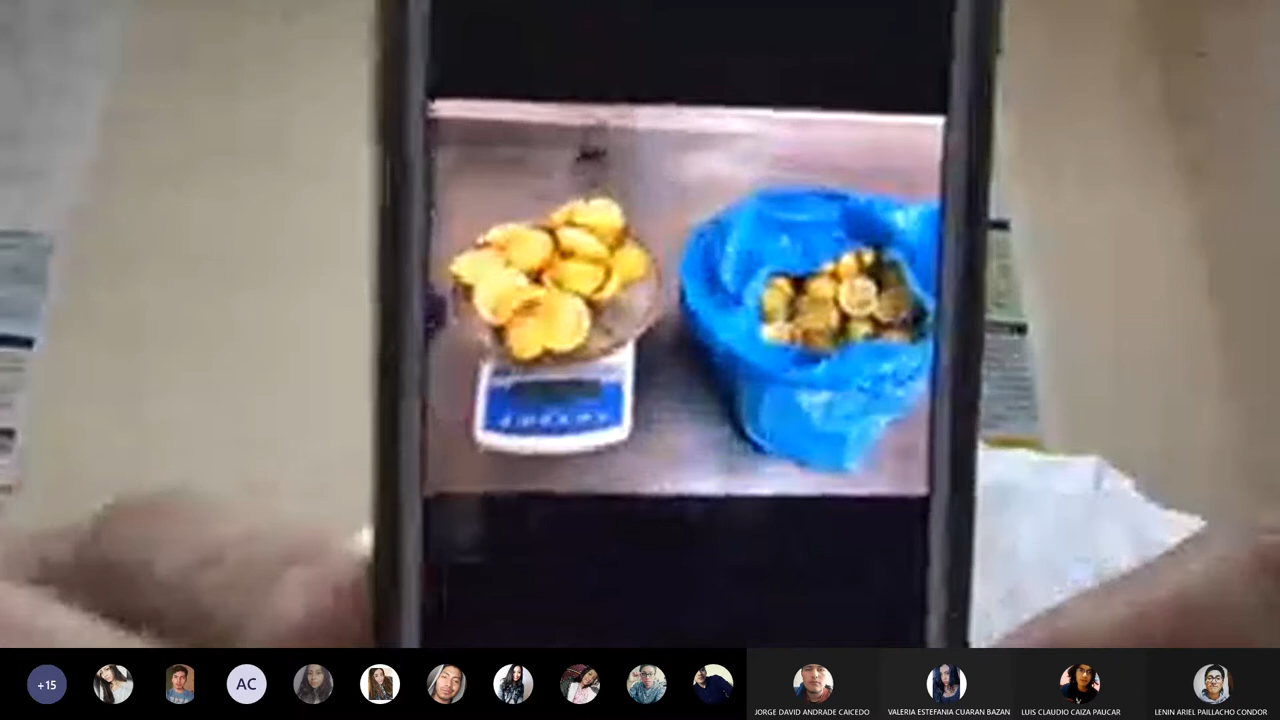 +15
AC
JORGE DAVID ANDRADE CAICEDO
VALERIA ESTEFANIA CUARAN BAZAN
LUIS CLAUDIO CAIZA PAUCAR
LENIN ARIEL PAILLACHO CONDOR